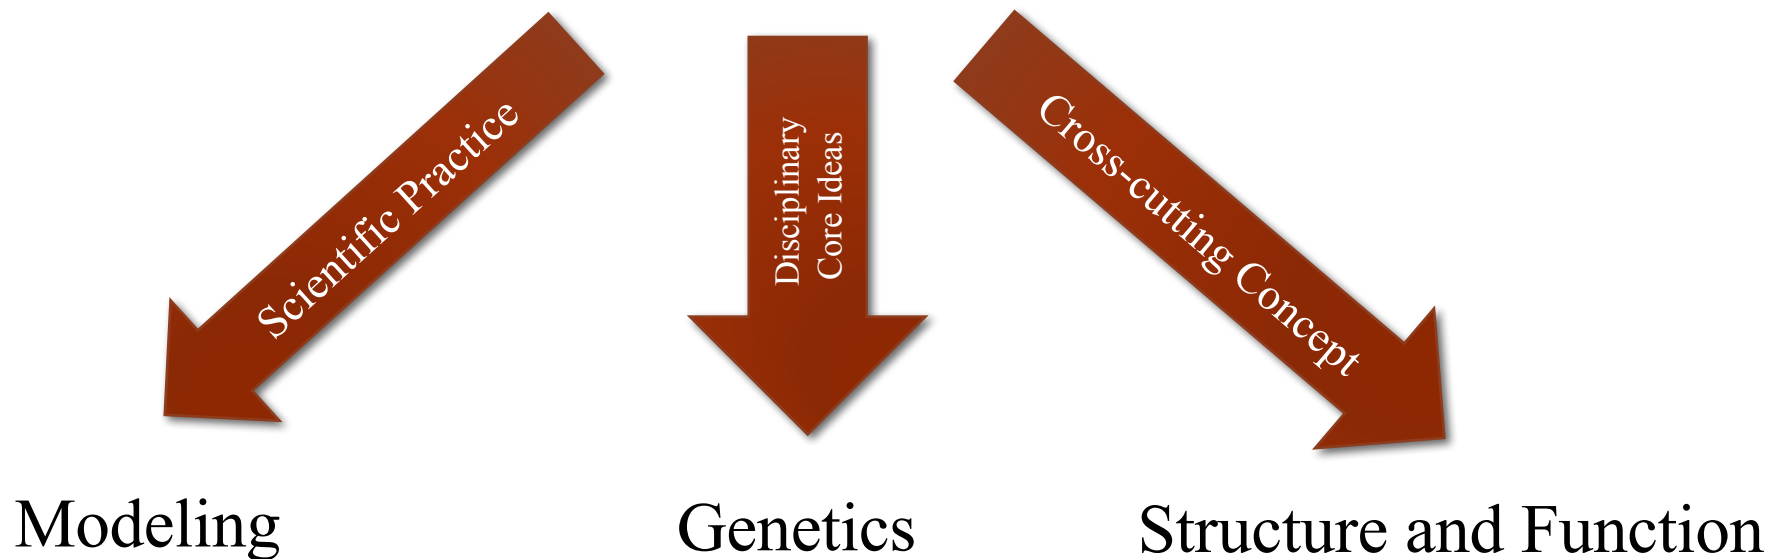 Scientific Practice
Disciplinary
Core Ideas
Cross-cutting Concept
Modeling
Genetics
Structure and Function